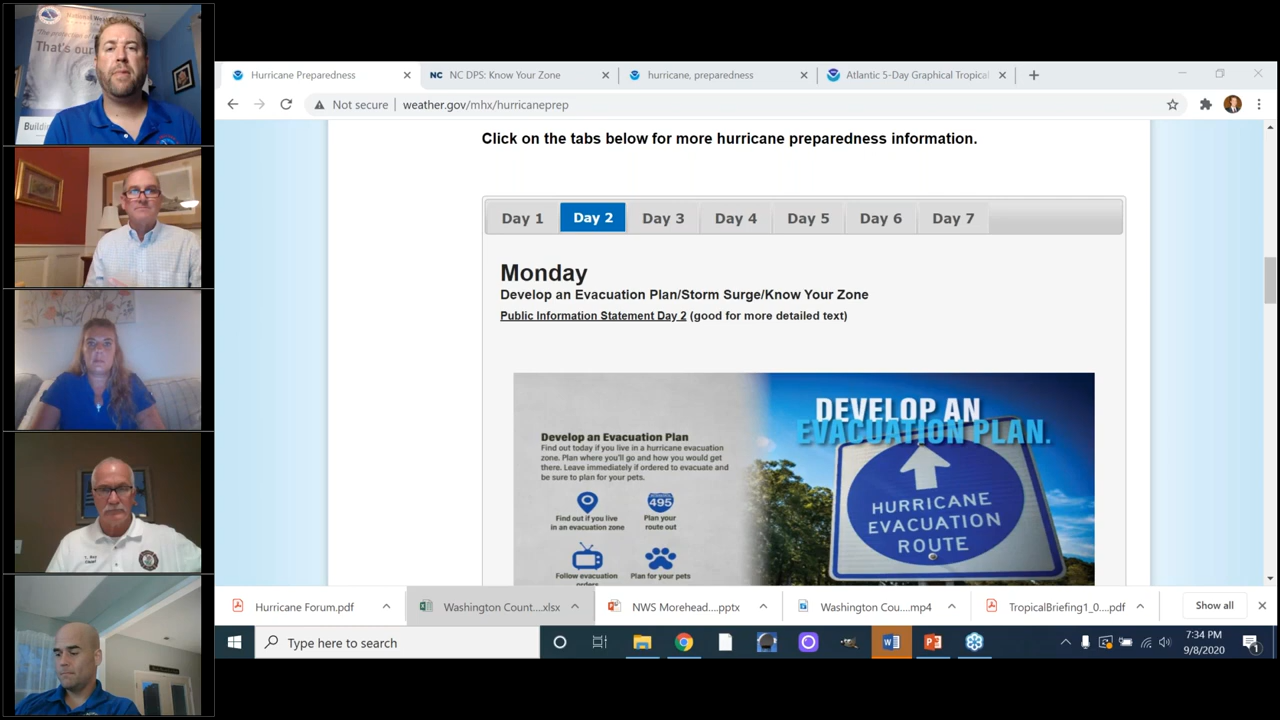 National Weather
That's our
Building
Hurricane Preparedness
NC
NC DPS: Know Your Zone
hurricane, preparedness
Atlantic 5-Day Graphical Tropical
Not secure
weather.gov/mhx/hurricaneprep
Click on the tabs below for more hurricane preparedness information.
Day 1
Day 2
Day 3
Day 4
Day 5
Day 6
Day 7
Monday
Develop an Evacuation Plan/Storm Surge/Know Your Zone
Public Information Statement Day 2 (good for more detailed text)
DEVELOP AN
EVACUATION PLAN.
Develop an Evacuation Plan
Find out today if you live in a hurricane evacuation
zone. Plan where you'll go and how you would get
there. Leave immediately if ordered to evacuate and
be sure to plan for your pets.
495
Find out if you live
in an evacuation zone
Plan your
route out
Follow evacuation
orders
Plan for your pets
HURRICANE
EVACUATION
ROUTE
Hurricane Forum.pdf
Washington Count....xlsx
NWS Morehead....pptx
Washington Cou....mp4
TropicalBriefing1_0....pdf
Show all
Type here to search
7:34 PM
9/8/2020
1